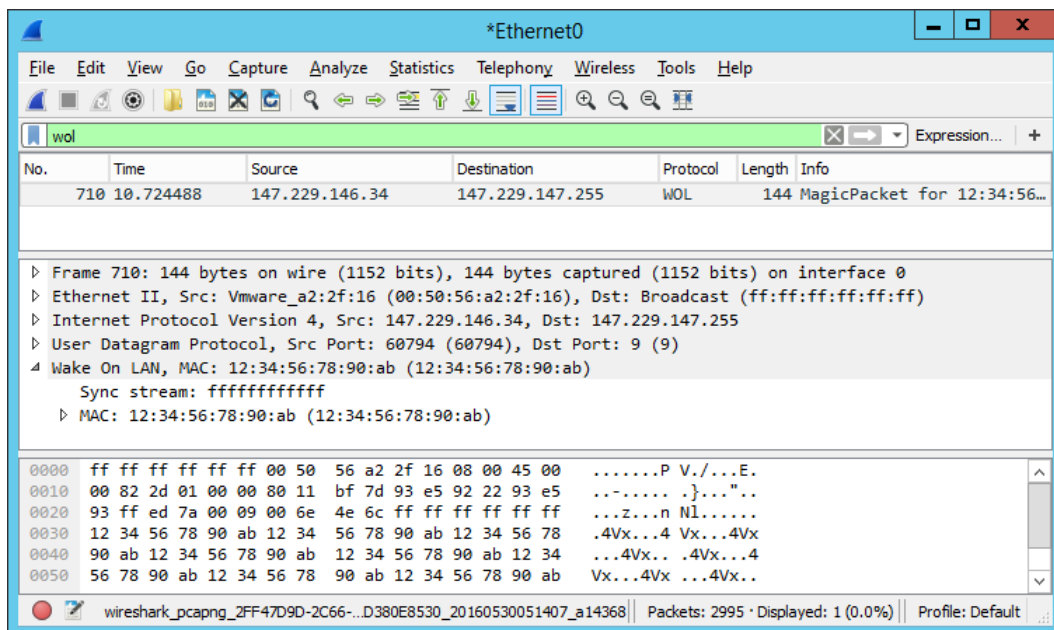 *Ethernet0
File Edit View Go Capture Analyze Statistics Telephony Wireless Tools Help
wol Expression... +
No. Time Source Destination Protocol Length Info
710 10.724488 147.229.146.34 147.229.147.255 WOL 144 MagicPacket for 12:34:56…
Frame 710: 144 bytes on wire (1152 bits), 144 bytes captured (1152 bits) on interface 0
Ethernet II, Src: Vmware_a2:2f:16 (00:50:56:a2:2f:16), Dst: Broadcast (ff:ff:ff:ff:ff:ff)
Internet Protocol Version 4, Src: 147.229.146.34, Dst: 147.229.147.255
User Datagram Protocol, Src Port: 60794 (60794), Dst Port: 9 (9)
Wake On LAN, MAC: 12:34:56:78:90:ab (12:34:56:78:90:ab)
Sync stream: ffffffffffff
MAC: 12:34:56:78:90:ab (12:34:56:78:90:ab)
0000 ff ff ff ff ff ff 00 50 56 a2 2f 16 08 00 45 00 .......P V./...E.
0010 00 82 2d 01 00 00 80 11 bf 7d 93 e5 92 22 93 e5 ..-..... .}..."..
0020 93 ff ed 7a 00 09 00 6e 4e 6c ff ff ff ff ff ff ...z...n Nl......
0030 12 34 56 78 90 ab 12 34 56 78 90 ab 12 34 56 78 .4Vx...4 Vx...4Vx
0040 90 ab 12 34 56 78 90 ab 12 34 56 78 90 ab 12 34 ...4Vx.. .4Vx...4
0050 56 78 90 ab 12 34 56 78 90 ab 12 34 56 78 90 ab Vx...4Vx ...4Vx..
wireshark_pcapng_2FF47D9D-2C66-...D380E8530_20160530051407_a14368 Packets: 2995 · Displayed: 1 (0.0%) Profile: Default